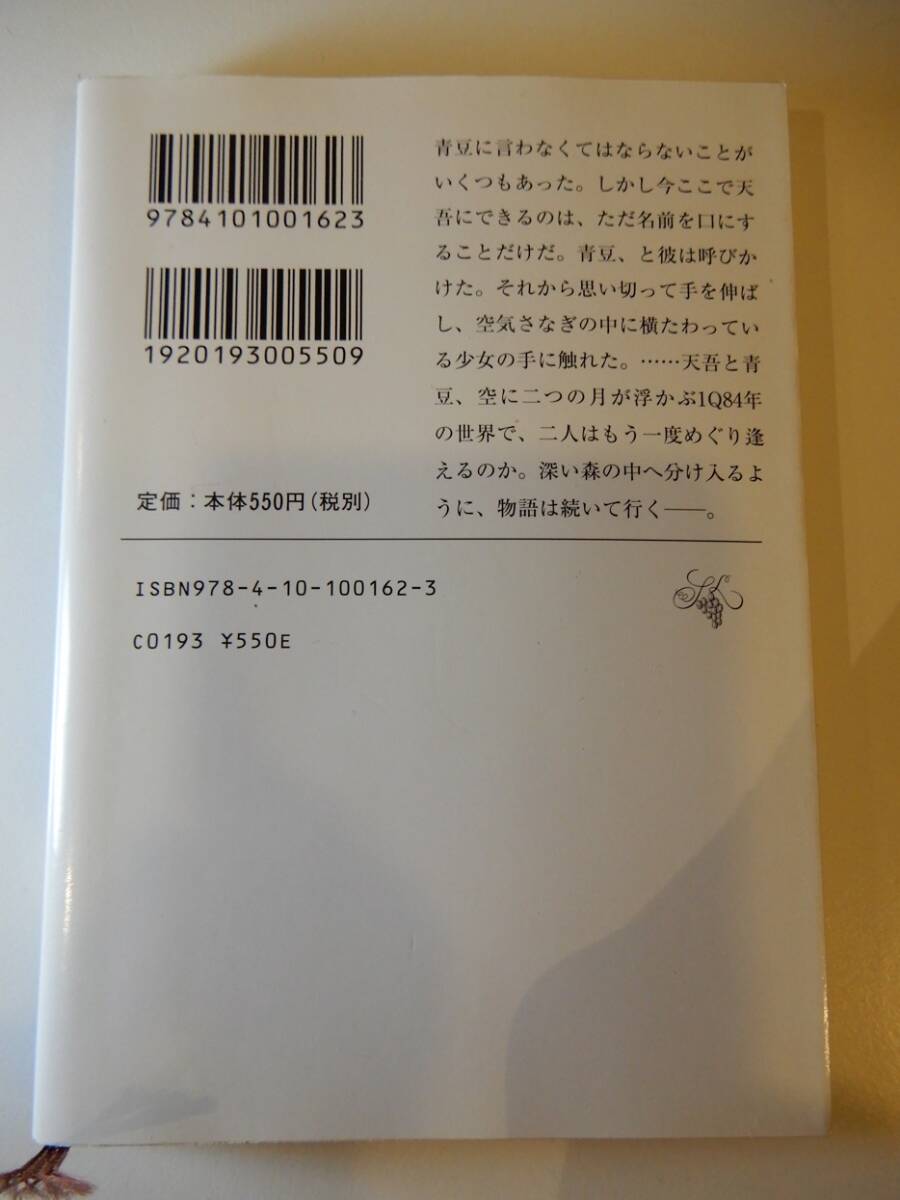 9784101001623
1920193005509
定価：本体550円（税別）
青豆に言わなくてはならないことが
いくつもあった。しかし今ここで天
吾にできるのは、ただ名前を口にす
ることだけだ。青豆、と彼は呼びか
けた。それから思い切って手を伸ば
し、空気さなぎの中に横たわってい
る少女の手に触れた。……天吾と青
豆、空に二つの月が浮かぶ1Q84年
の世界で、二人はもう一度めぐり逢
えるのか。深い森の中へ分け入るよ
うに、物語は続いて行く――。
ISBN978-4-10-100162-3
C0193 ¥550E